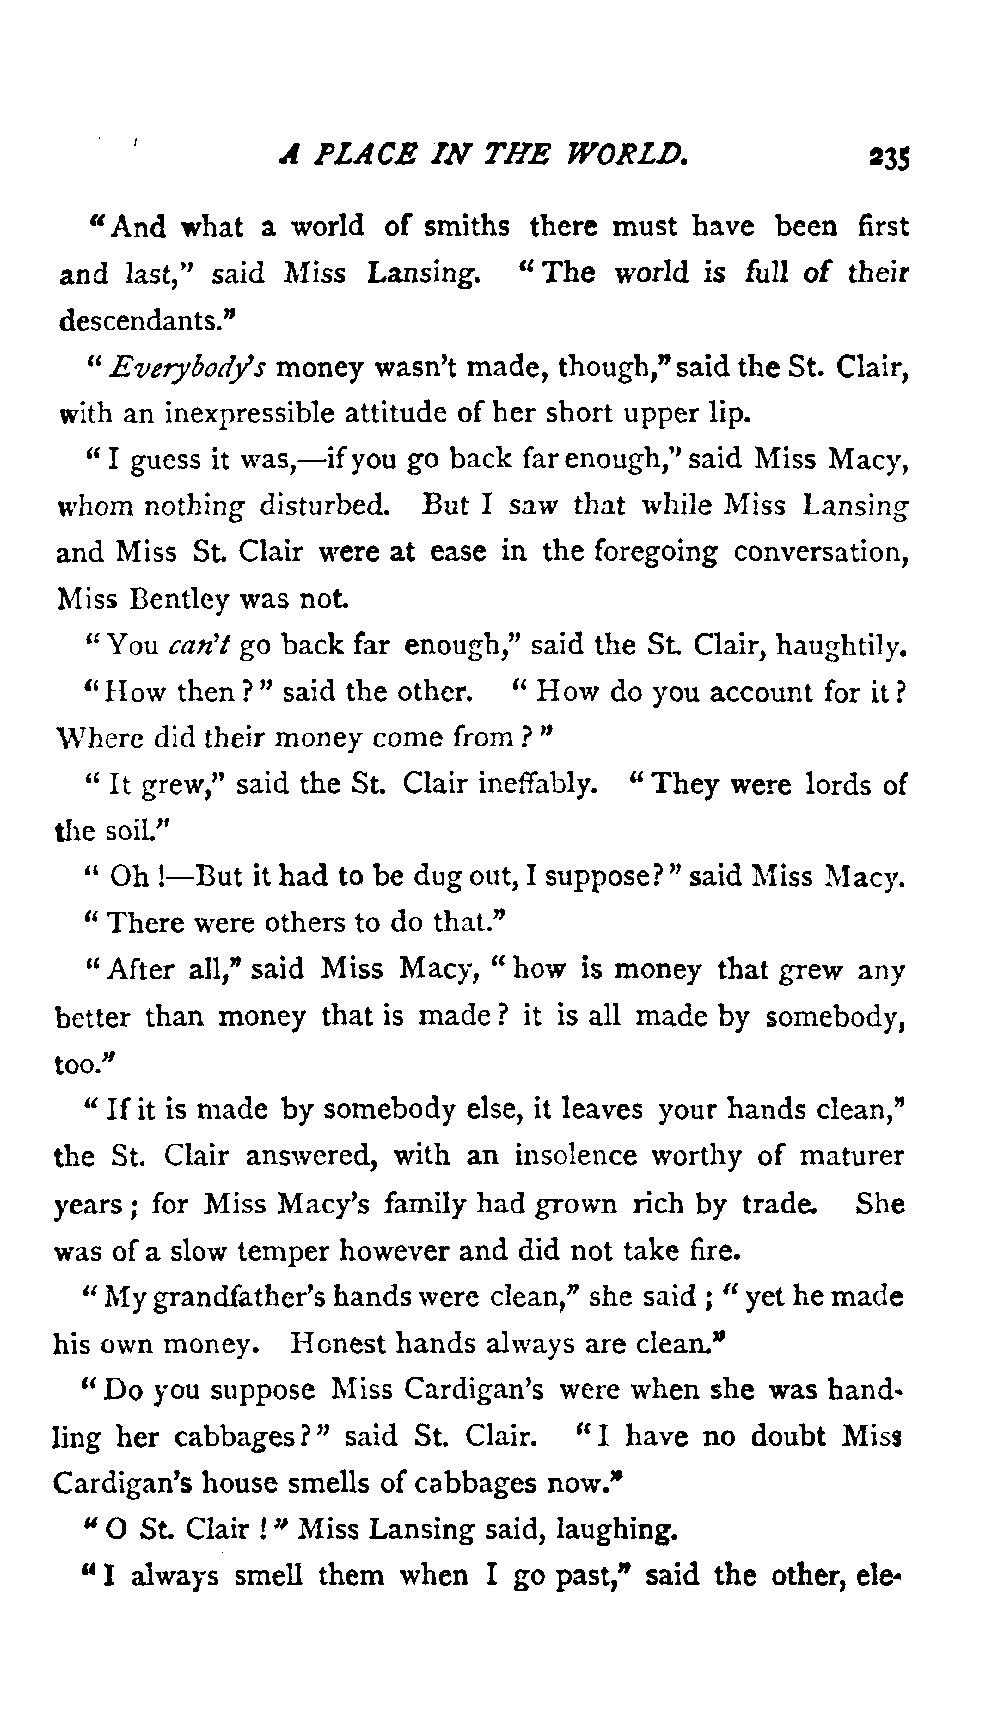 A PLACE IN THE WORLD. 235
"And what a world of smiths there must have been first
and last," said Miss Lansing. "The world is full of their
descendants."
"Everybody's money wasn't made, though," said the St. Clair,
with an inexpressible attitude of her short upper lip.
"I guess it was,—if you go back far enough," said Miss Macy,
whom nothing disturbed. But I saw that while Miss Lansing
and Miss St. Clair were at ease in the foregoing conversation,
Miss Bentley was not.
"You can't go back far enough," said the St. Clair, haughtily.
"How then?" said the other. "How do you account for it?
Where did their money come from?"
"It grew," said the St. Clair ineffably. "They were lords of
the soil."
"Oh!—But it had to be dug out, I suppose?" said Miss Macy.
"There were others to do that."
"After all," said Miss Macy, "how is money that grew any
better than money that is made? it is all made by somebody,
too."
"If it is made by somebody else, it leaves your hands clean,"
the St. Clair answered, with an insolence worthy of maturer
years; for Miss Macy's family had grown rich by trade. She
was of a slow temper however and did not take fire.
"My grandfather's hands were clean," she said; "yet he made
his own money. Honest hands always are clean."
"Do you suppose Miss Cardigan's were when she was hand-
ling her cabbages?" said St. Clair. "I have no doubt Miss
Cardigan's house smells of cabbages now."
"O St. Clair!" Miss Lansing said, laughing.
"I always smell them when I go past," said the other, ele-